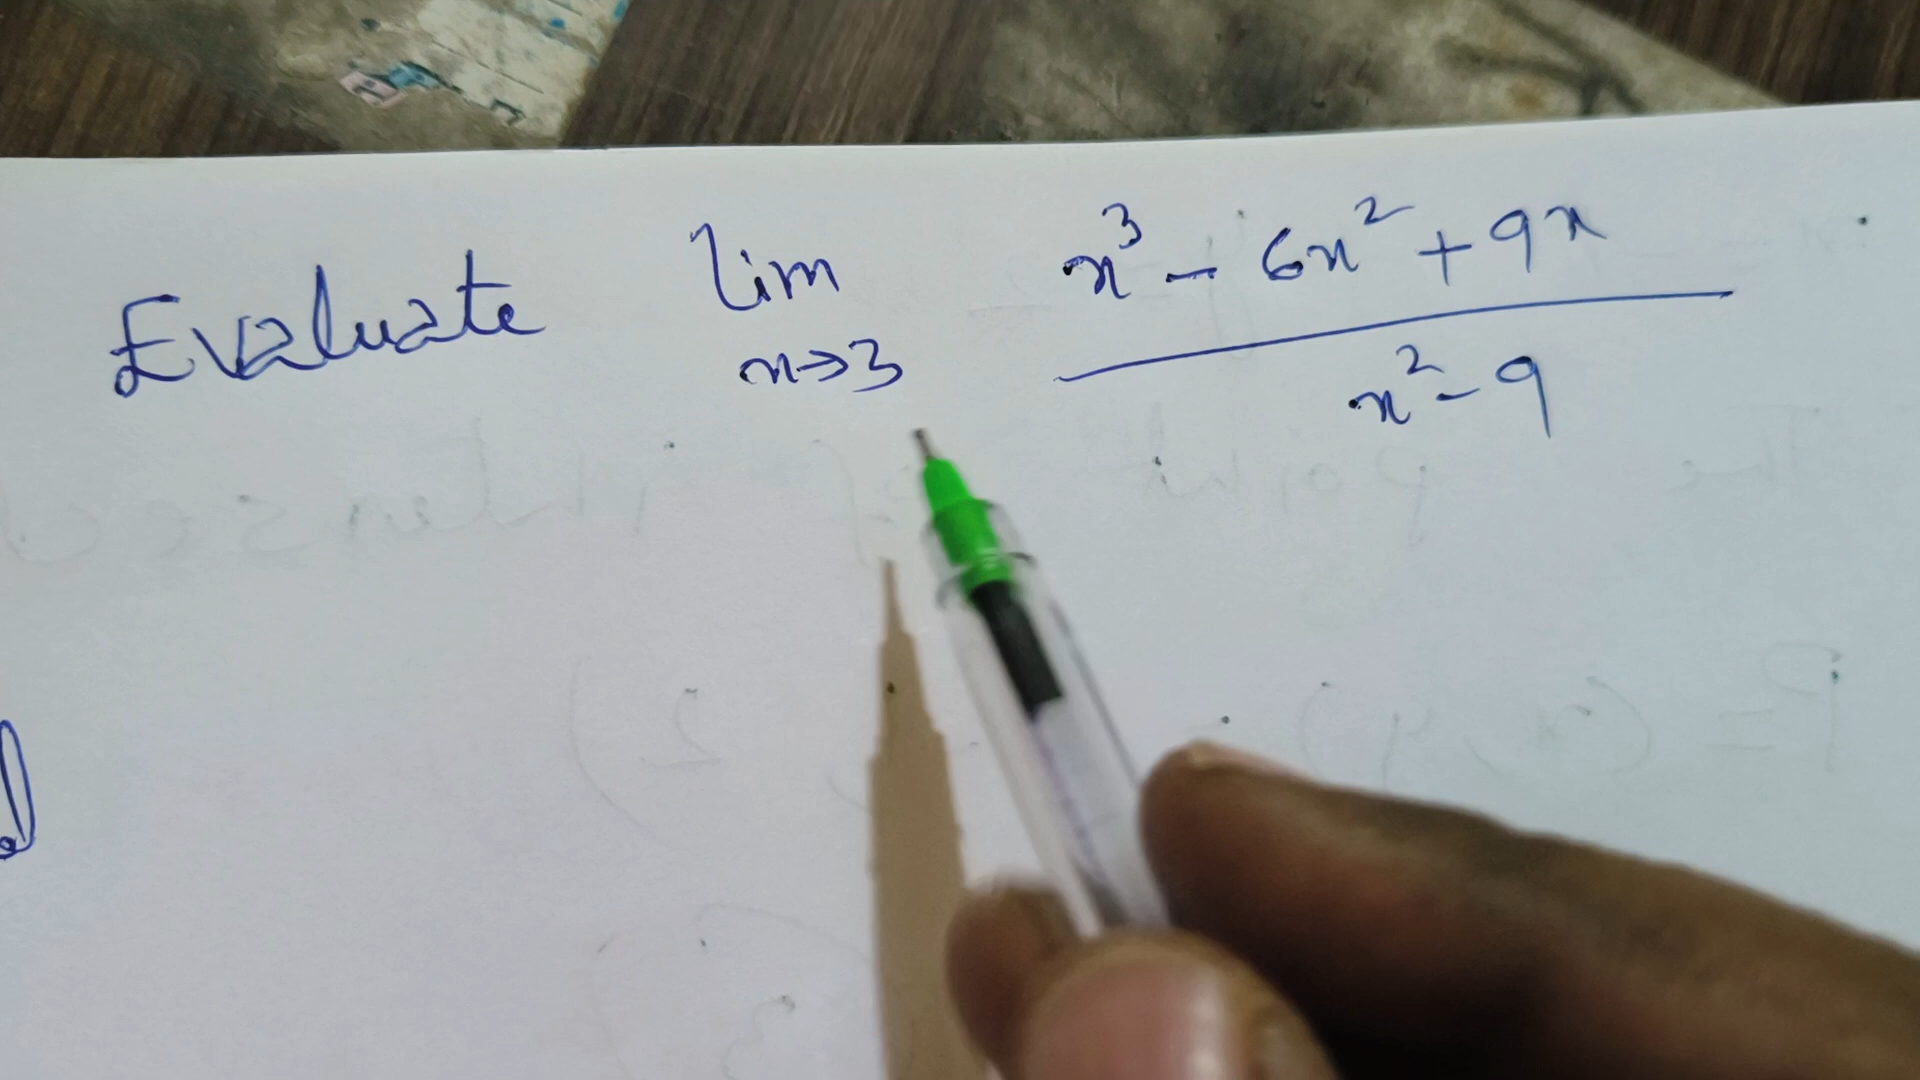 Evaluate lim x→3 x³ - 6x² + 9x / x² - 9